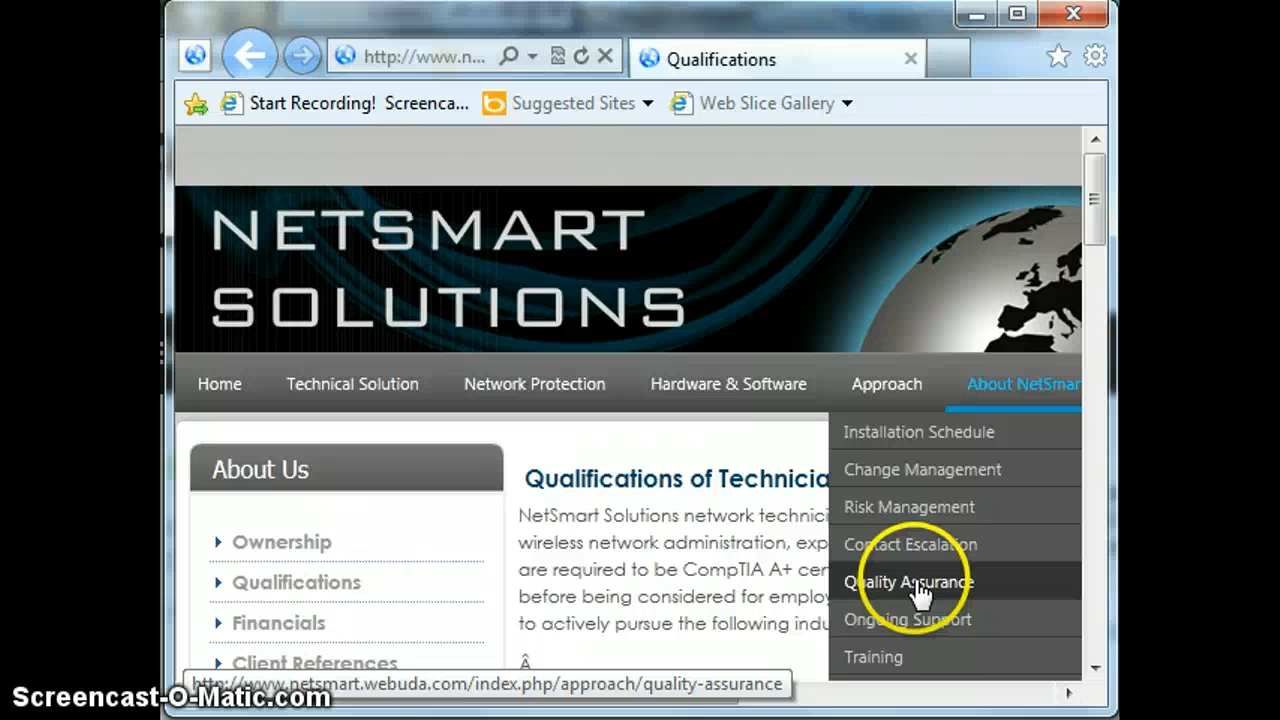 http://www.n...
Qualifications
Start Recording! Screenca...
Suggested Sites
Web Slice Gallery
NETSMART
SOLUTIONS
Home
Technical Solution
Network Protection
Hardware & Software
Approach
About NetSmar
Installation Schedule
Change Management
Risk Management
Contact Escalation
Quality Assurance
Ongoing Support
Training
About Us
Ownership
Qualifications
Financials
Client References
Qualifications of Technicia
NetSmart Solutions network technici
wireless network administration, exp
are required to be CompTIA A+ cer
before being considered for employ
to actively pursue the following indu
Â
http://www.netsmart.webuda.com/index.php/approach/quality-assurance
Screencast-O-Matic.com